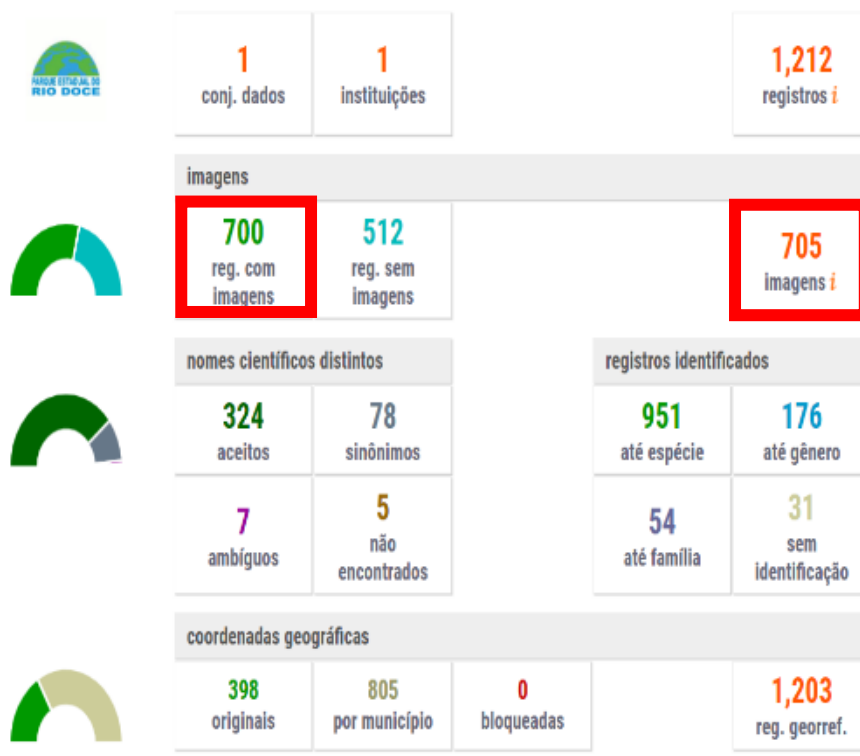 PARQUE ESTADUAL DO
RIO DOCE
1
conj. dados
1
instituições
1,212
registros i
imagens
700
reg. com
imagens
512
reg. sem
imagens
705
imagens i
nomes científicos distintos
registros identificados
324
aceitos
78
sinônimos
951
até espécie
176
até gênero
7
ambíguos
5
não
encontrados
54
até família
31
sem
identificação
coordenadas geográficas
398
originais
805
por município
0
bloqueadas
1,203
reg. georref.